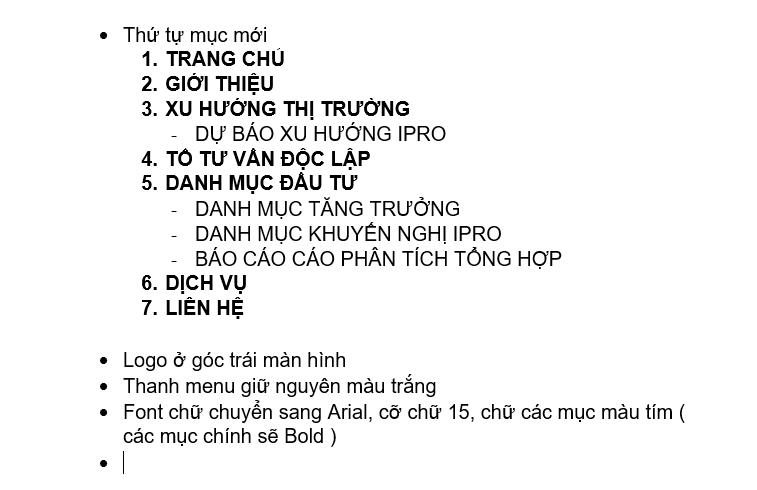 • Thứ tự mục mới
1. TRANG CHỦ
2. GIỚI THIỆU
3. XU HƯỚNG THỊ TRƯỜNG
- DỰ BÁO XU HƯỚNG IPRO
4. TỔ TƯ VẤN ĐỘC LẬP
5. DANH MỤC ĐẦU TƯ
- DANH MỤC TĂNG TRƯỞNG
- DANH MỤC KHUYẾN NGHỊ IPRO
- BÁO CÁO CÁO PHÂN TÍCH TỔNG HỢP
6. DỊCH VỤ
7. LIÊN HỆ
• Logo ở góc trái màn hình
• Thanh menu giữ nguyên màu trắng
• Font chữ chuyển sang Arial, cỡ chữ 15, chữ các mục màu tím (
các mục chính sẽ Bold )
•